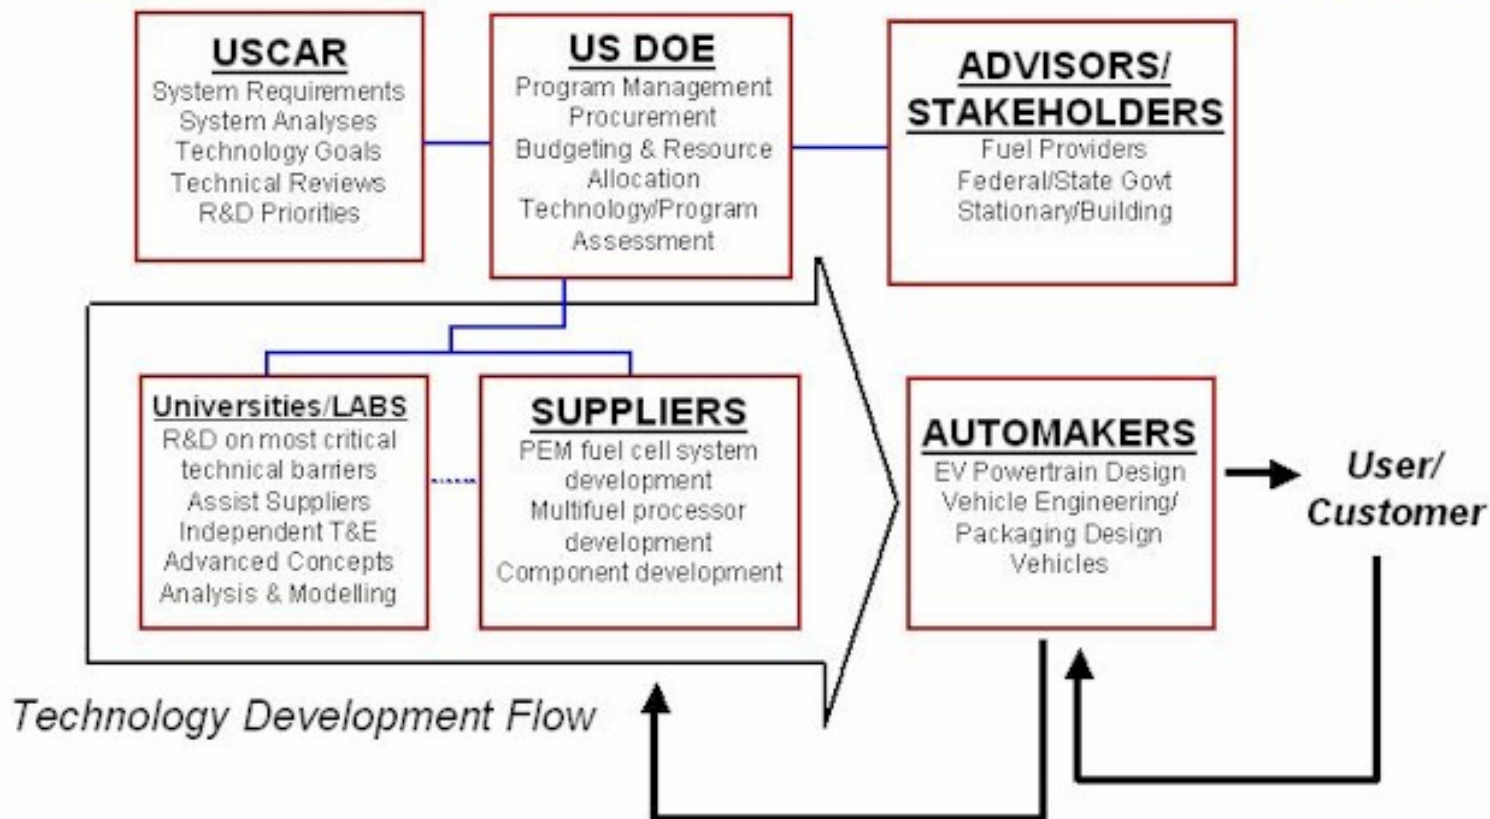 USCAR
System Requirements
System Analyses
Technology Goals
Technical Reviews
R&D Priorities
US DOE
Program Management
Procurement
Budgeting & Resource
Allocation
Technology/Program
Assessment
ADVISORS/
STAKEHOLDERS
Fuel Providers
Federal/State Govt
Stationary/Building
Universities/LABS
R&D on most critical
technical barriers
Assist Suppliers
Independent T&E
Advanced Concepts
Analysis & Modelling
SUPPLIERS
PEM fuel cell system
development
Multifuel processor
development
Component development
AUTOMAKERS
EV Powertrain Design
Vehicle Engineering/
Packaging Design
Vehicles
User/
Customer
Technology Development Flow